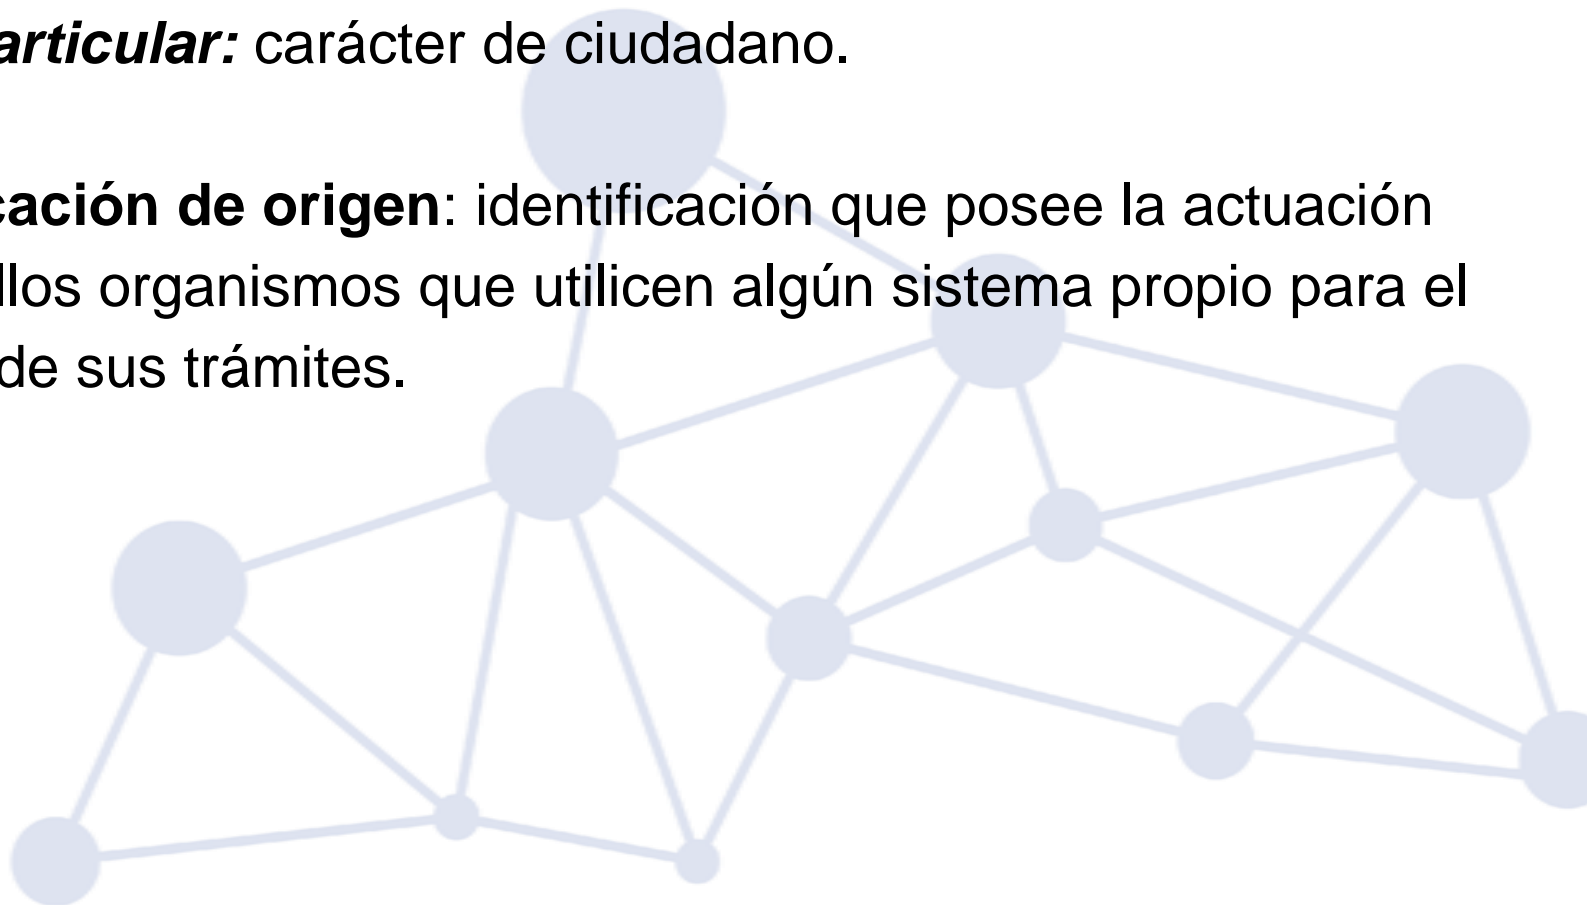 articular: carácter de ciudadano.
cación de origen: identificación que posee la actuación
llos organismos que utilicen algún sistema propio para el
de sus trámites.